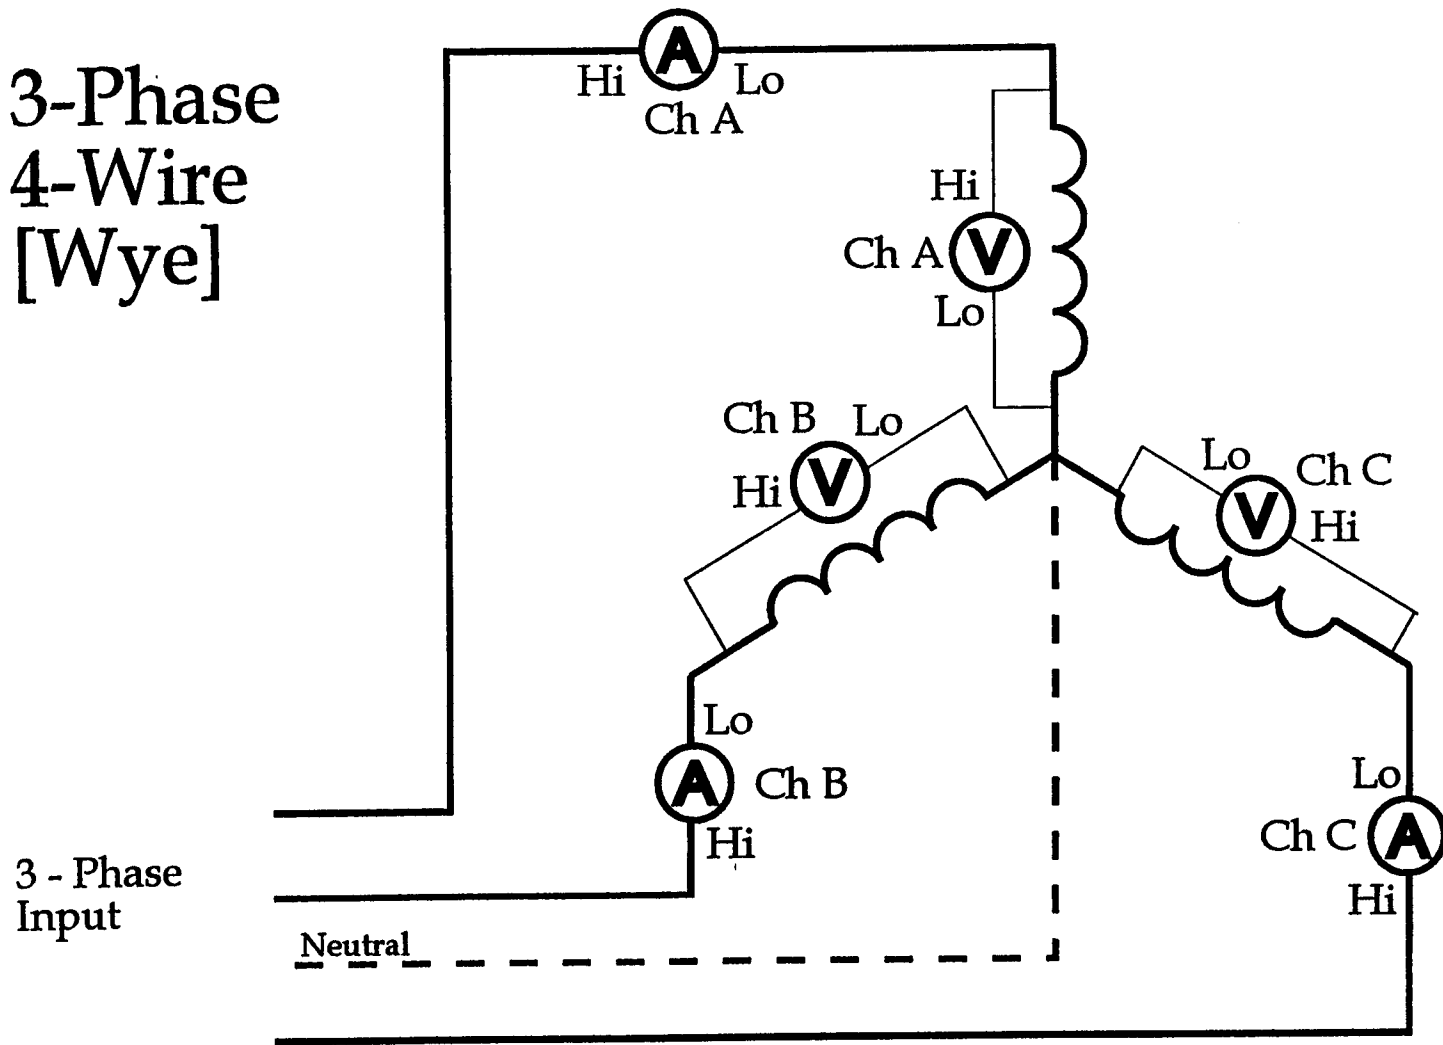 3-Phase
4-Wire
[Wye]
A
Hi
Lo
Ch A
Hi
Ch A
V
Lo
Ch B
Lo
Hi
V
Lo
Ch C
V
Hi
Lo
A
Ch B
Hi
Lo
Ch C
A
Hi
3 - Phase
Input
Neutral